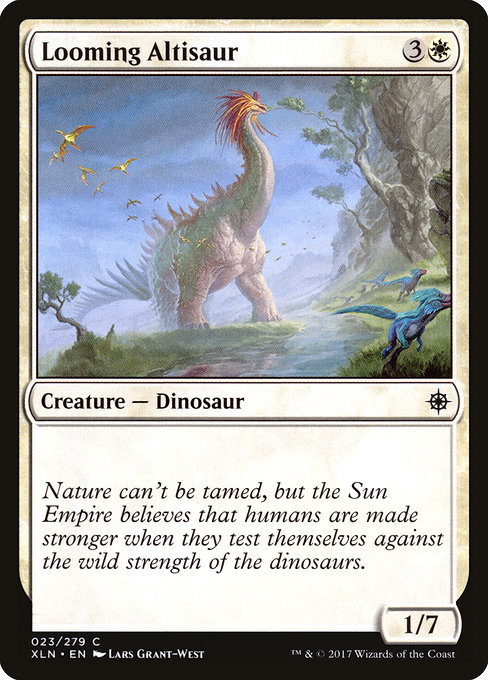 Looming Altisaur 3
Creature — Dinosaur
Nature can't be tamed, but the Sun
Empire believes that humans are made
stronger when they test themselves against
the wild strength of the dinosaurs.
1/7
023/279 C
XLN • EN Lars Grant-West
™ & © 2017 Wizards of the Coast